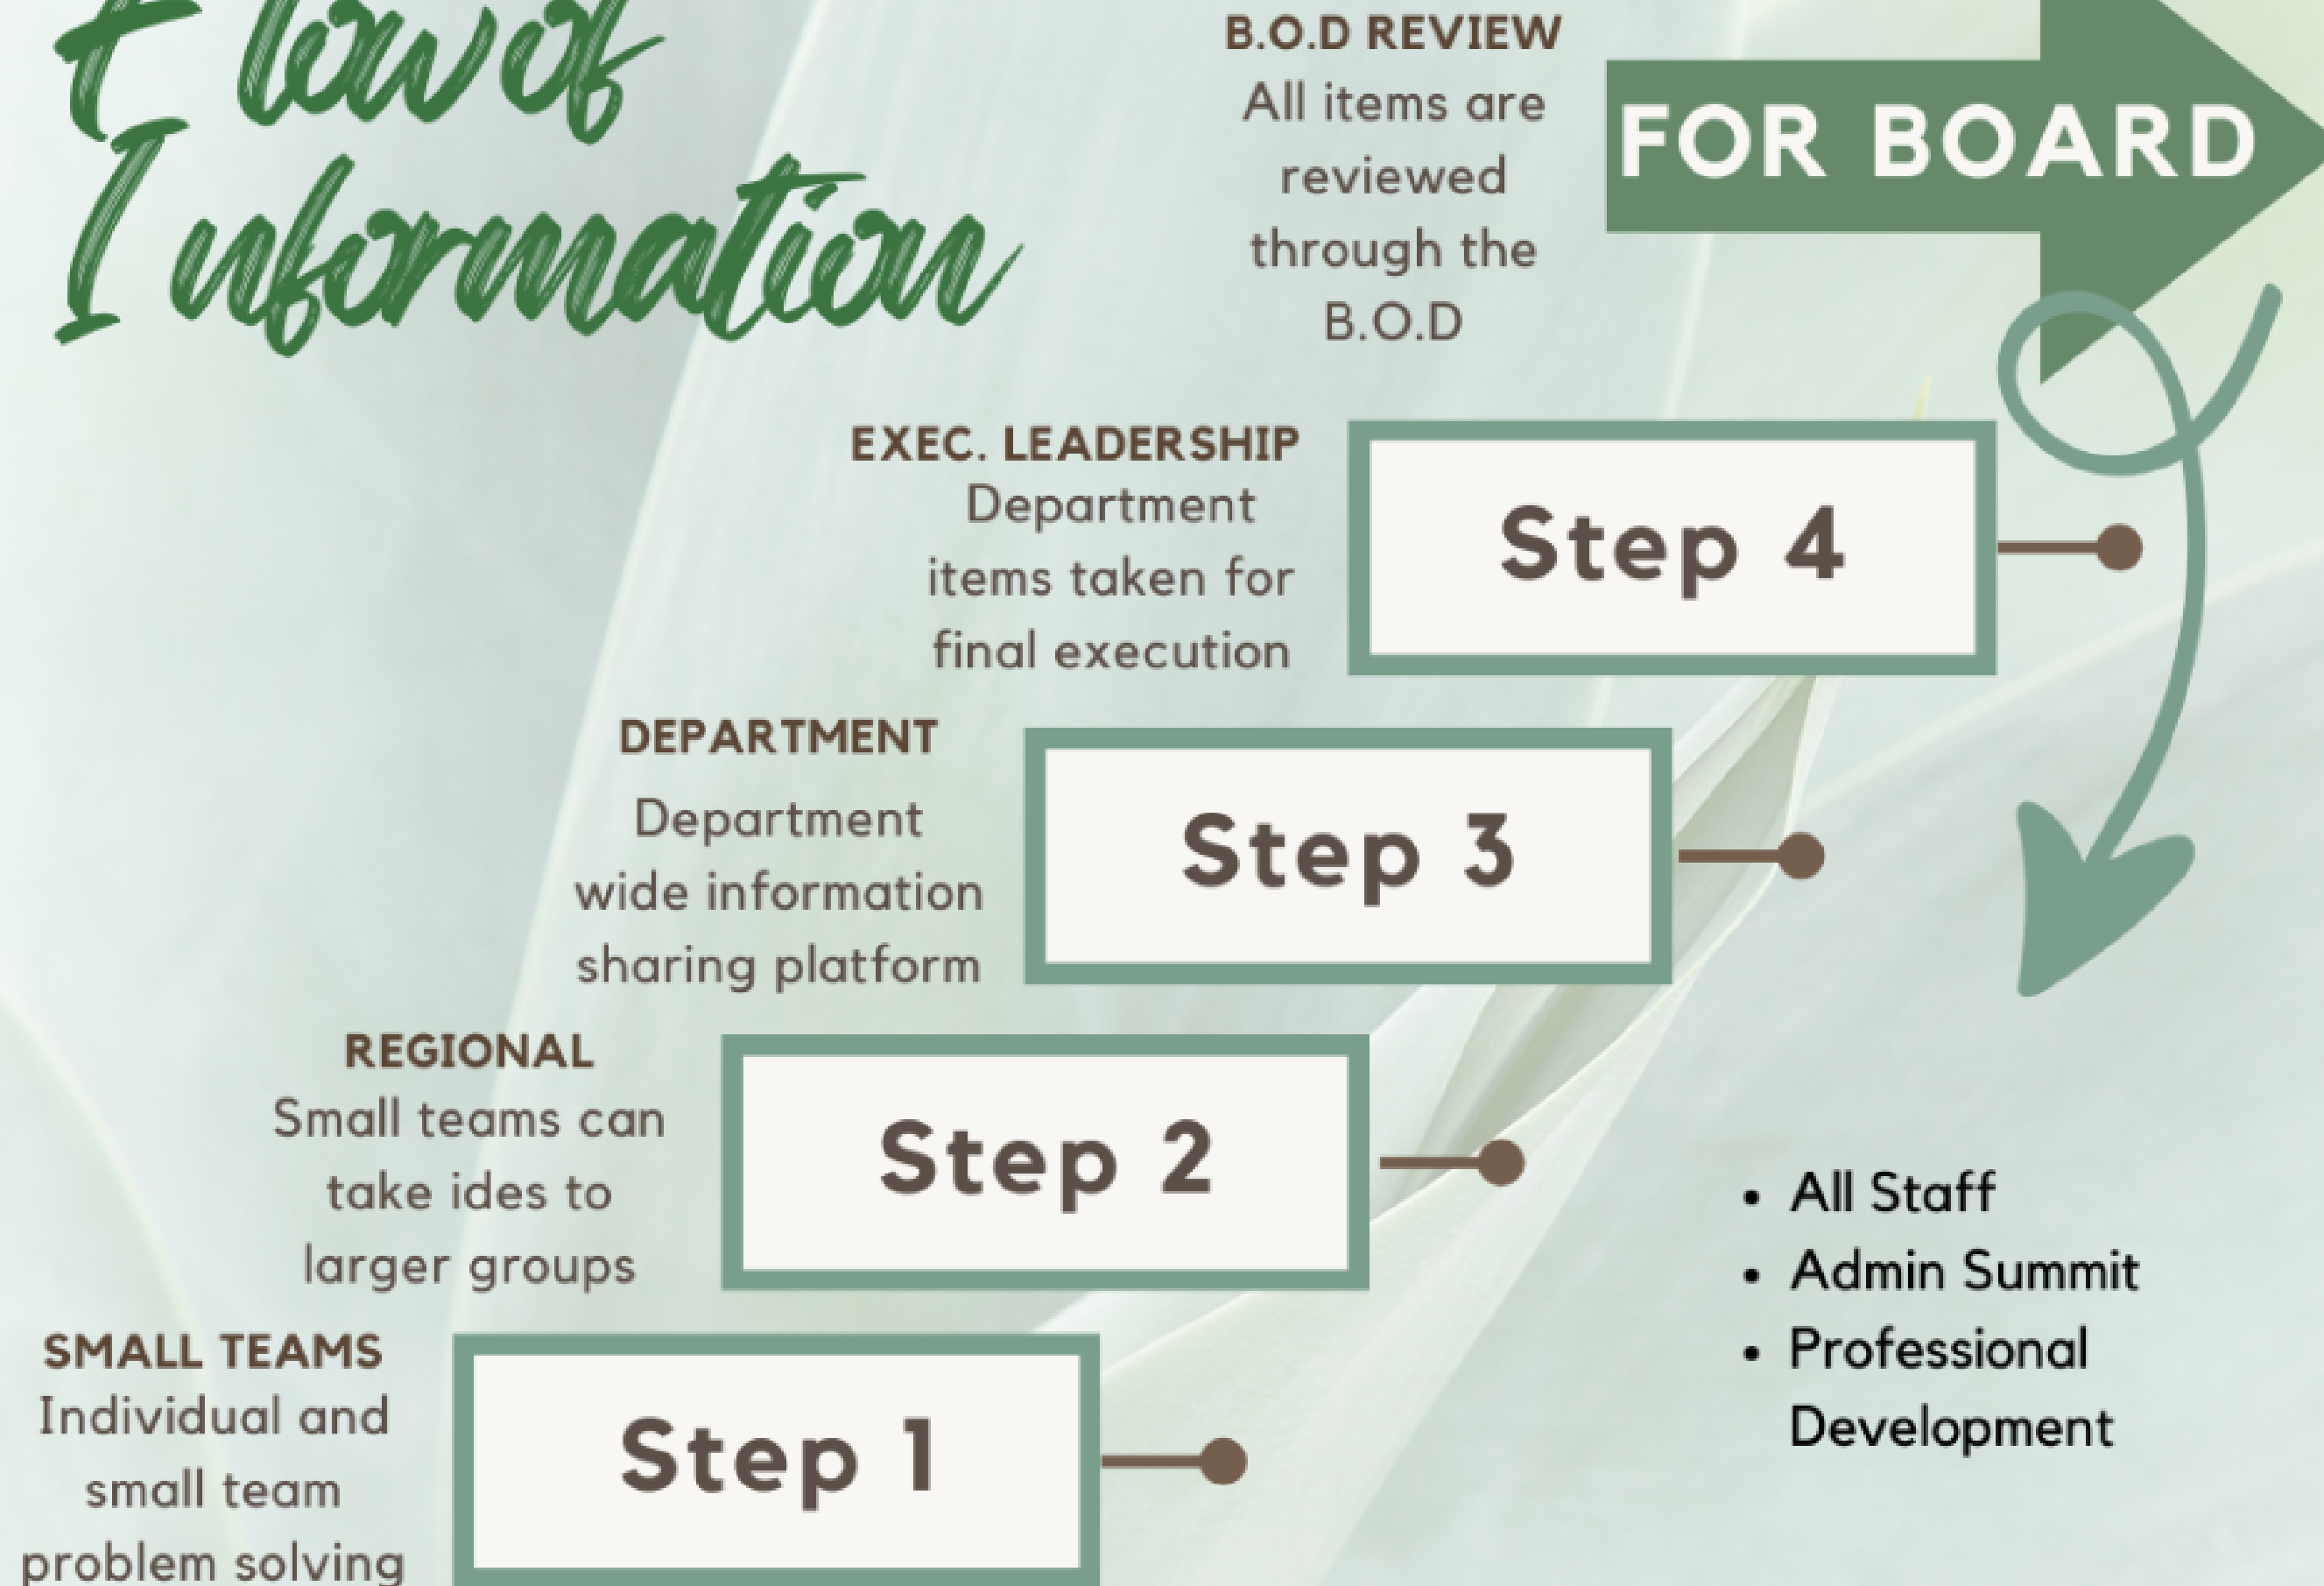 Flow of
Information
B.O.D REVIEW
All items are
reviewed
through the
B.O.D
FOR BOARD
EXEC. LEADERSHIP
Department
items taken for
final execution
Step 4
DEPARTMENT
Department
wide information
sharing platform
Step 3
REGIONAL
Small teams can
take ides to
larger groups
Step 2
SMALL TEAMS
Individual and
small team
problem solving
Step 1
• All Staff
• Admin Summit
• Professional
Development